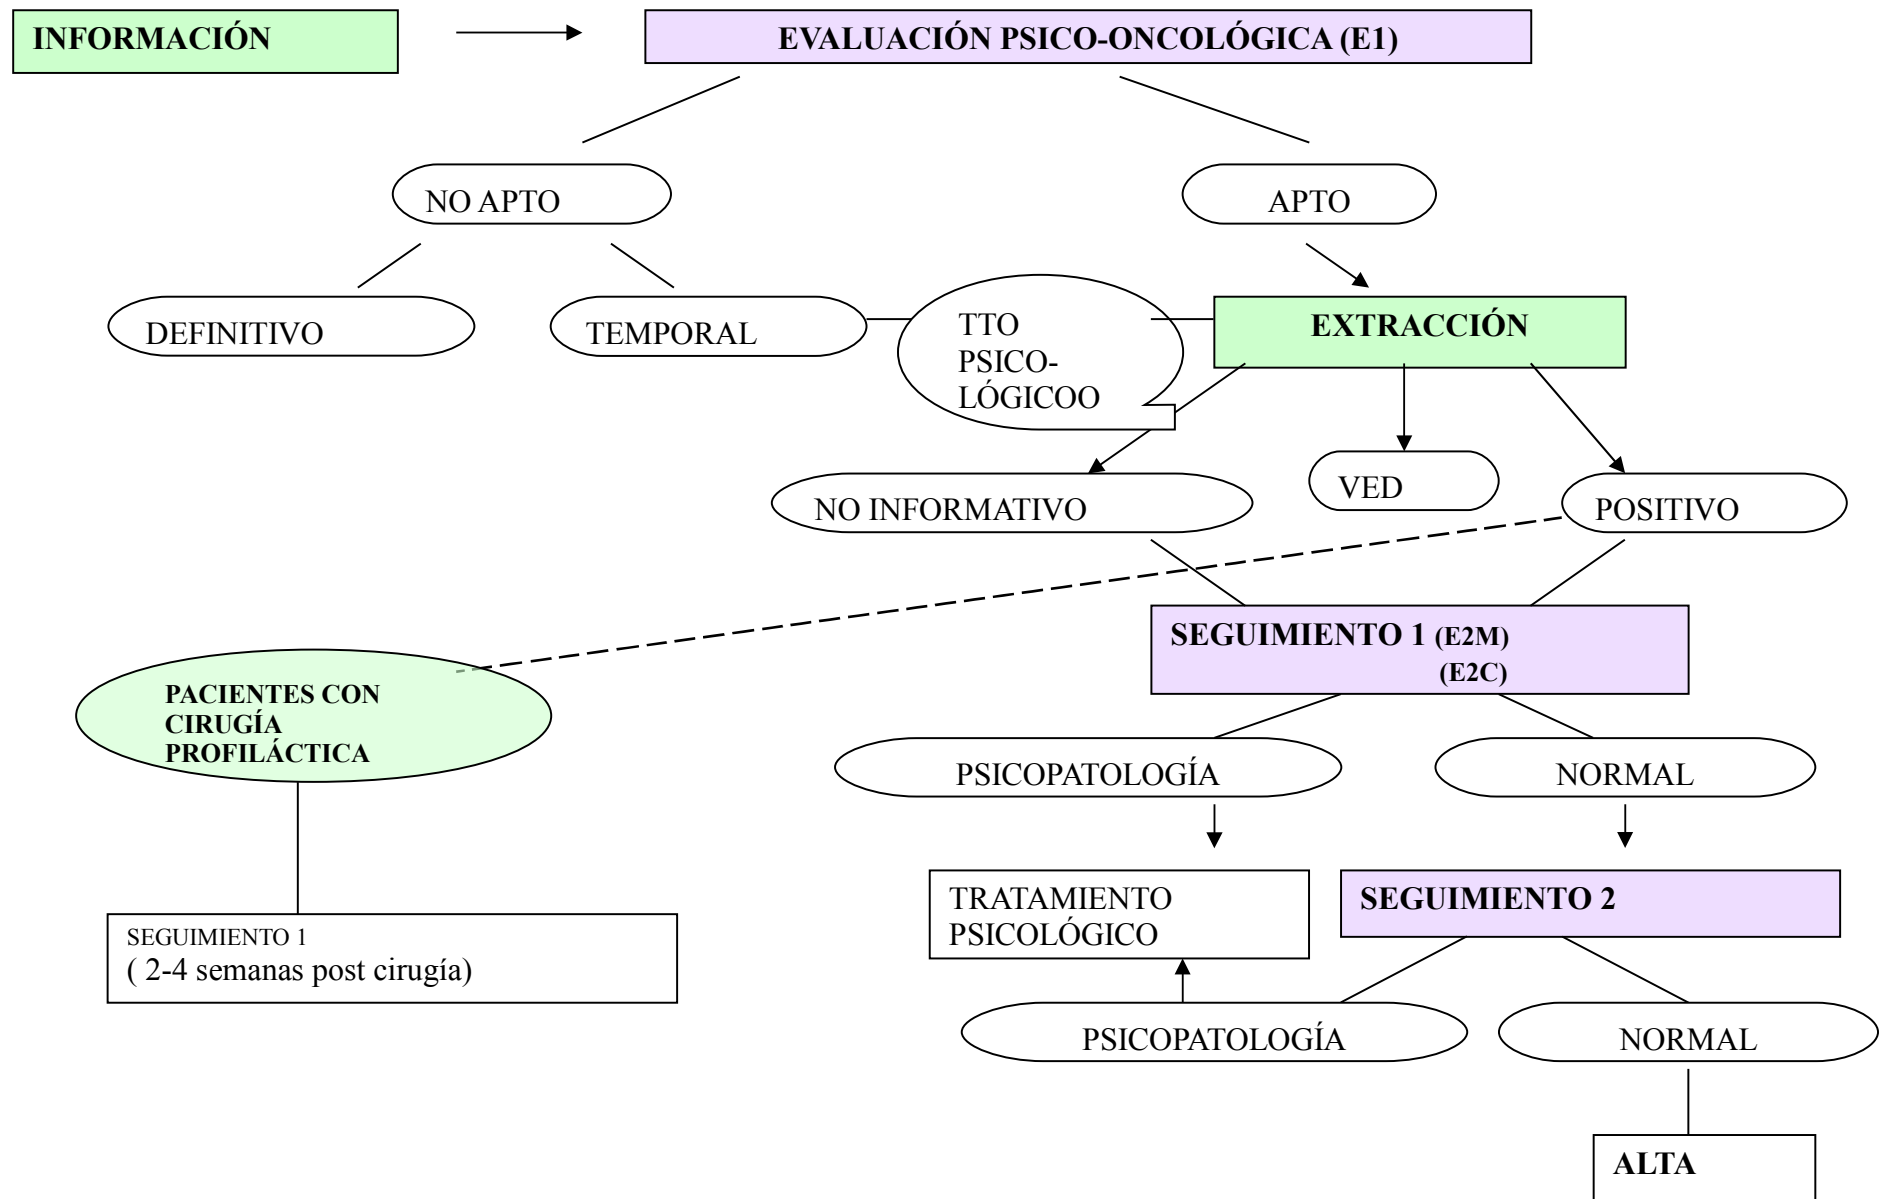 INFORMACIÓN
EVALUACIÓN PSICO-ONCOLÓGICA (E1)
NO APTO
APTO
DEFINITIVO
TEMPORAL
TTO
PSICO-
LÓGICOO
EXTRACCIÓN
NO INFORMATIVO
VED
POSITIVO
SEGUIMIENTO 1 (E2M)
(E2C)
PACIENTES CON
CIRUGÍA
PROFILÁCTICA
PSICOPATOLOGÍA
NORMAL
TRATAMIENTO
PSICOLÓGICO
SEGUIMIENTO 2
SEGUIMIENTO 1
( 2-4 semanas post cirugía)
PSICOPATOLOGÍA
NORMAL
ALTA